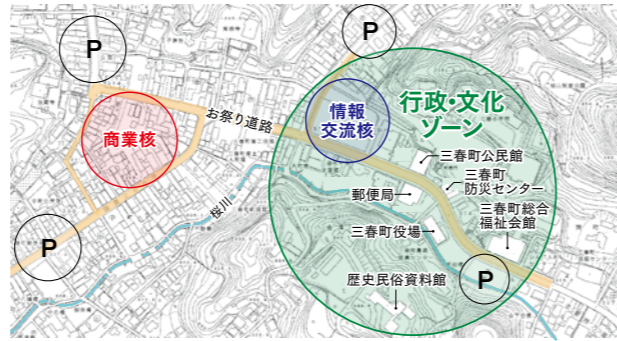 P
P
行政・文化
ゾーン
情報
交流核
お祭り道路
商業核
三春町公民館
三春町
防災センター
郵便局
三春町総合
福祉会館
桜川
三春町役場
P
P
歴史民俗資料館